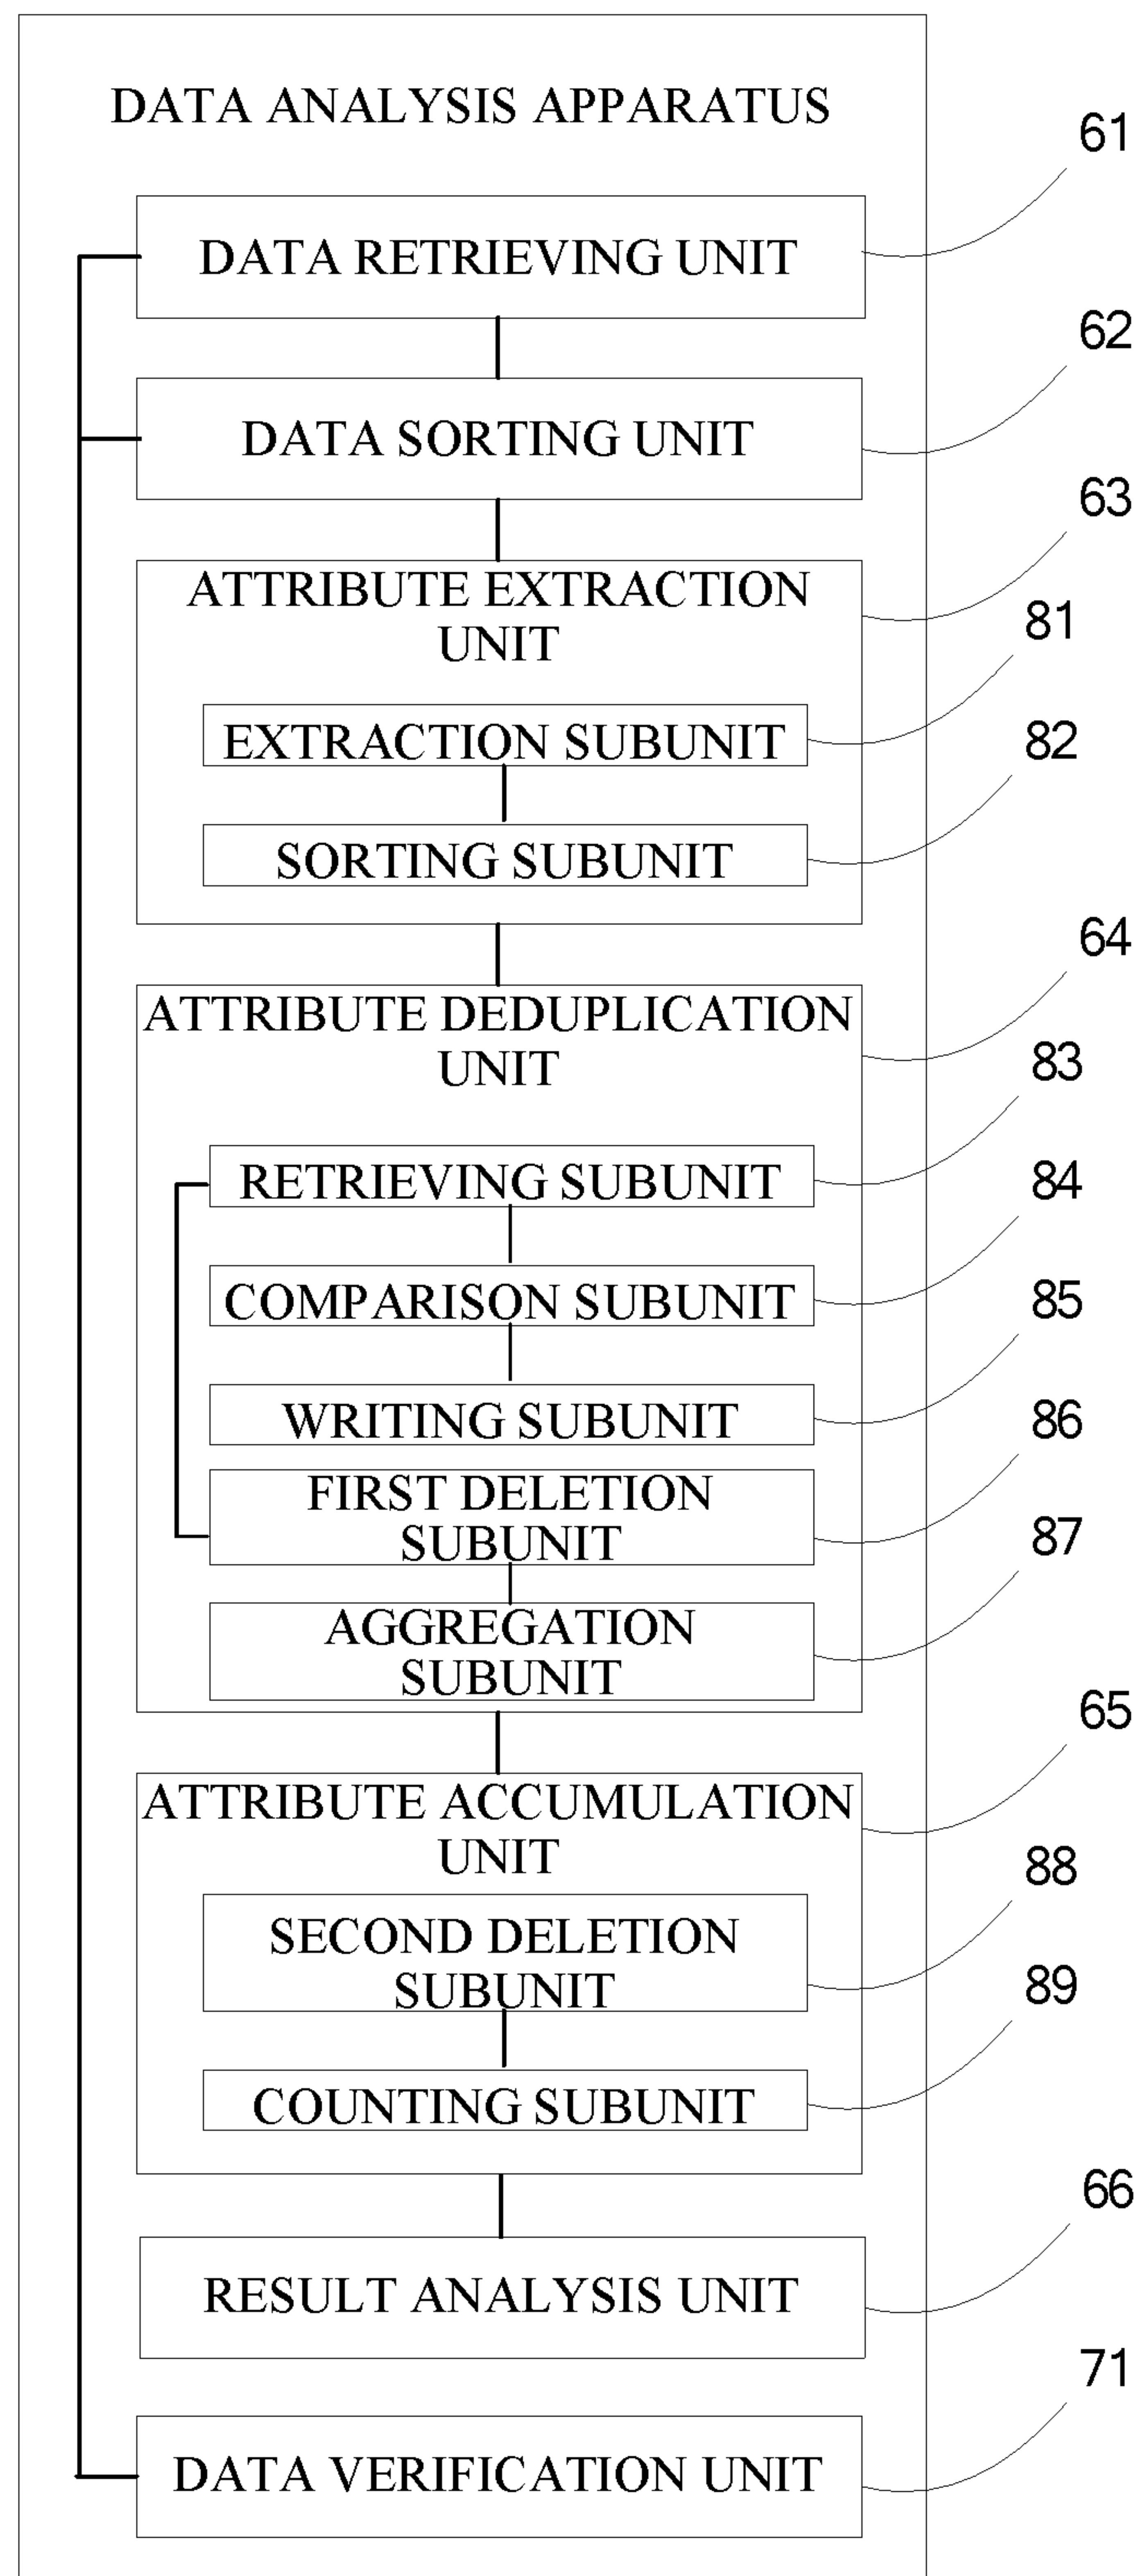 DATA ANALYSIS APPARATUS
61
DATA RETRIEVING UNIT
62
DATA SORTING UNIT
63
ATTRIBUTE EXTRACTION
UNIT
81
EXTRACTION SUBUNIT
82
SORTING SUBUNIT
64
ATTRIBUTE DEDUPLICATION
UNIT
83
RETRIEVING SUBUNIT
84
COMPARISON SUBUNIT
85
WRITING SUBUNIT
86
FIRST DELETION
SUBUNIT
87
AGGREGATION
SUBUNIT
65
ATTRIBUTE ACCUMULATION
UNIT
88
SECOND DELETION
SUBUNIT
89
COUNTING SUBUNIT
66
RESULT ANALYSIS UNIT
71
DATA VERIFICATION UNIT